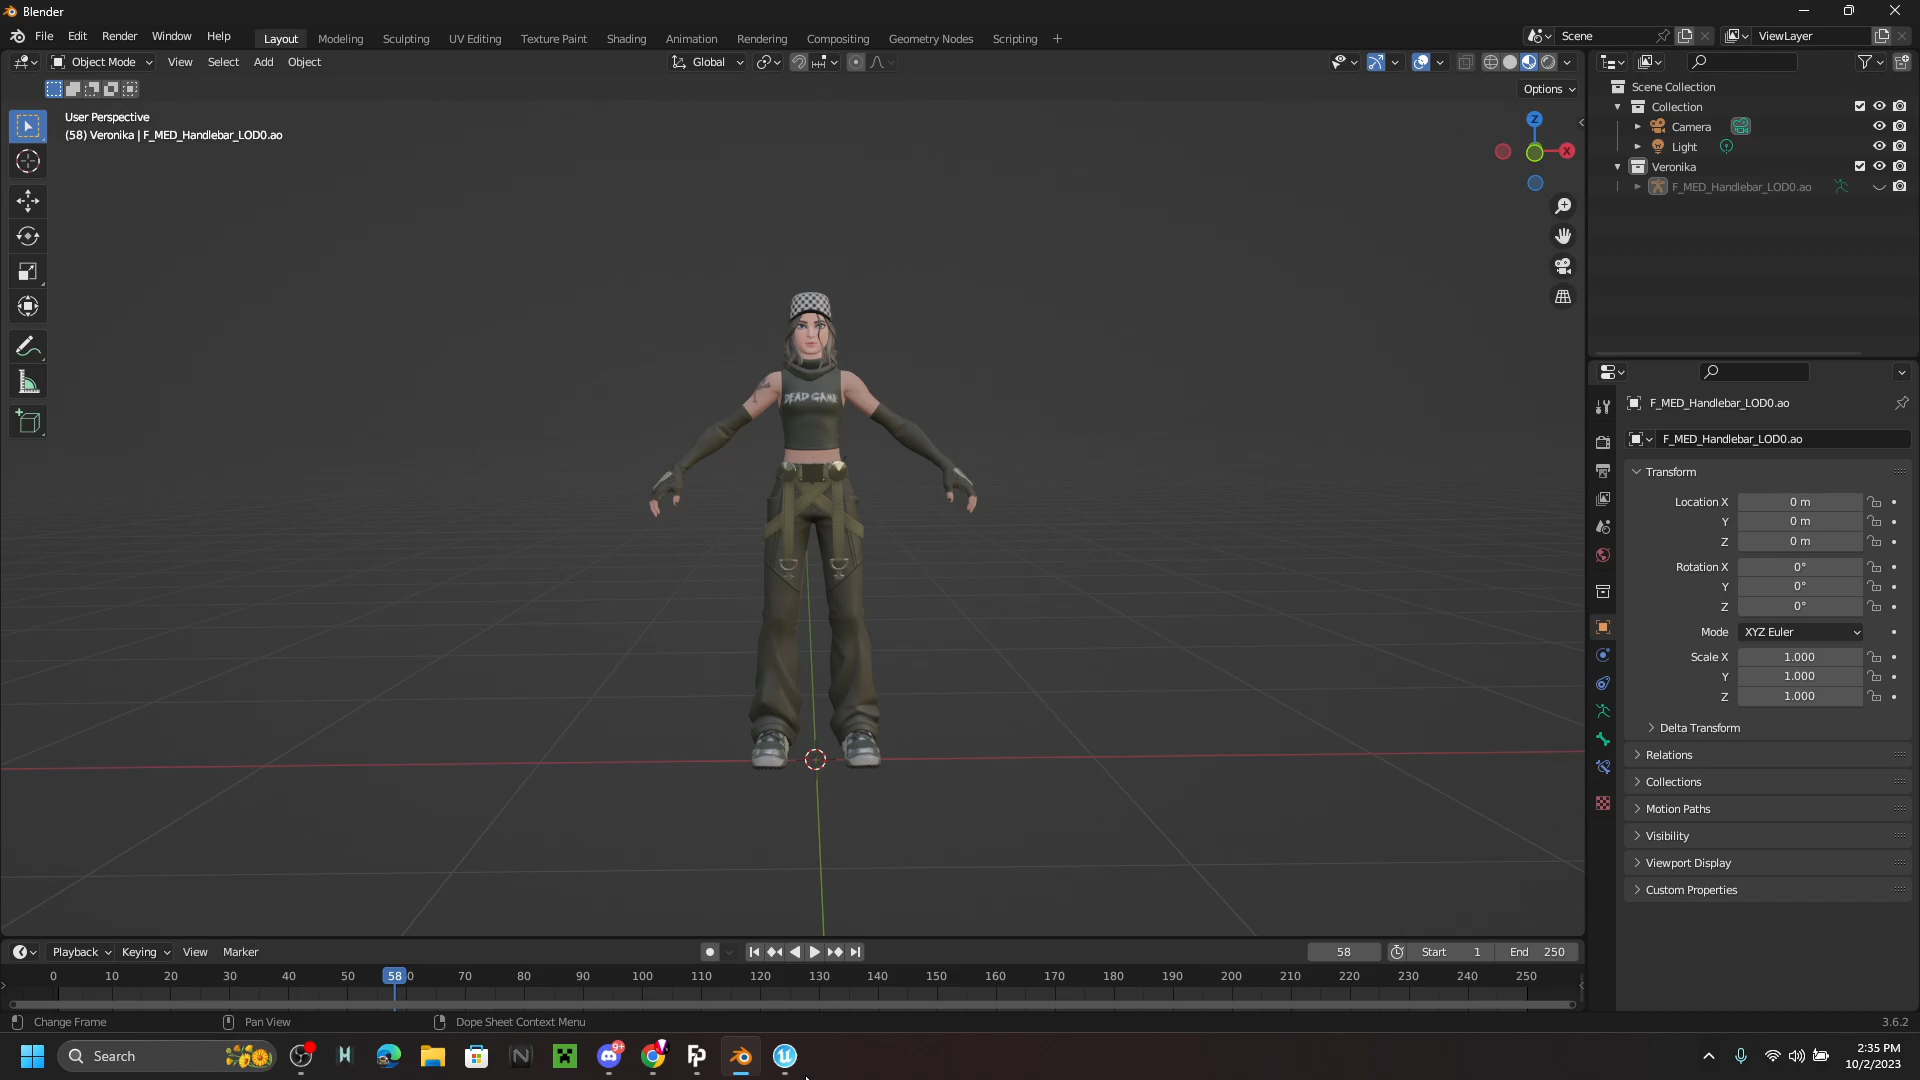 Blender
File Edit Render Window Help
Layout Modeling Sculpting UV Editing Texture Paint Shading Animation Rendering Compositing Geometry Nodes Scripting +
Scene
ViewLayer
Object Mode View Select Add Object
Global
Options
User Perspective
(58) Veronika | F_MED_Handlebar_LOD0.ao
Z
X
DEAD GAME
Scene Collection
Collection
Camera
Light
Veronika
F_MED_Handlebar_LOD0.ao
F_MED_Handlebar_LOD0.ao
F_MED_Handlebar_LOD0.ao
Transform
Location X 0 m
Y 0 m
Z 0 m
Rotation X 0°
Y 0°
Z 0°
Mode XYZ Euler
Scale X 1.000
Y 1.000
Z 1.000
Delta Transform
Relations
Collections
Motion Paths
Visibility
Viewport Display
Custom Properties
Playback Keying View Marker
58 Start 1 End 250
0 10 20 30 40 50 58 0 70 80 90 100 110 120 130 140 150 160 170 180 190 200 210 220 230 240 250
Change Frame Pan View Dope Sheet Context Menu
3.6.2
Search
9+
2:35 PM
10/2/2023